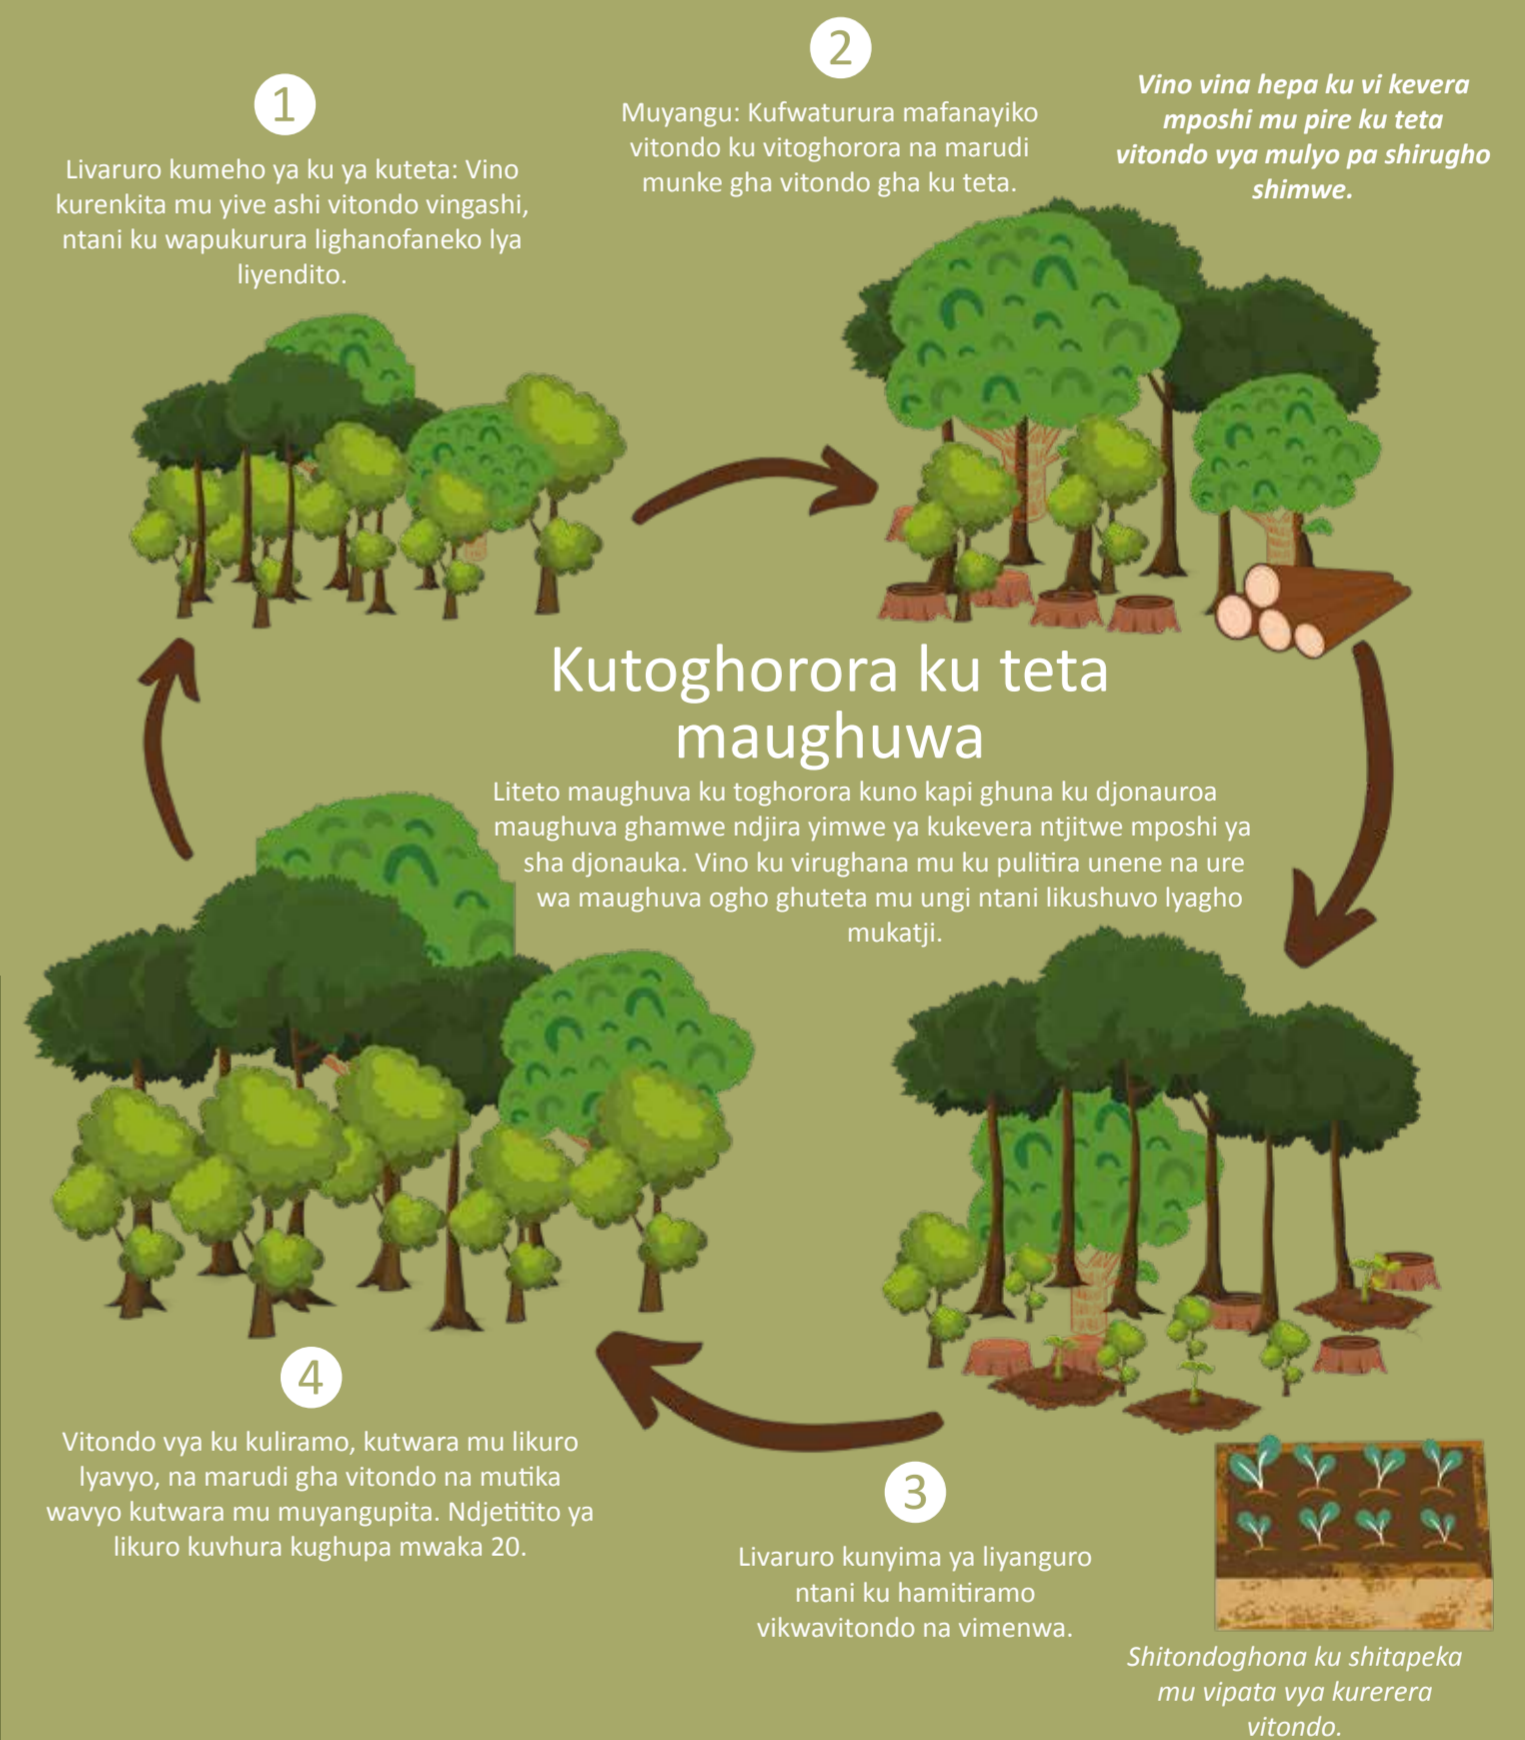 1
Livaruro kumeho ya ku ya kuteta: Vino
kurenkita mu yive ashi vitondo vingashi,
ntani ku wapukurura lighanofaneko lya
liyendito.
2
Muyangu: Kufwaturura mafanayiko
vitondo ku vitoghorora na marudi
munke gha vitondo gha ku teta.
Vino vina hepa ku vi kevera
mposhi mu pire ku teta
vitondo vya mulyo pa shirugho
shimwe.
Kutoghorora ku teta
maughuwa
Liteto maughuva ku toghorora kuno kapi ghuna ku djonauroa
maughuva ghamwe ndjira yimwe ya kukevera ntjitwe mposhi ya
sha djonauka. Vino ku virughana mu ku pulitira unene na ure
wa maughuva ogho ghuteta mu ungi ntani likushuvo lyagho
mukatji.
4
Vitondo vya ku kuliramo, kutwara mu likuro
lyavyo, na marudi gha vitondo na mutika
wavyo kutwara mu muyangupita. Ndjetitito ya
likuro kuvhura kughupa mwaka 20.
3
Livaruro kunyima ya liyanguro
ntani ku hamitiramo
vikwavitondo na vimenwa.
Shitondoghona ku shitapeka
mu vipata vya kurerera
vitondo.